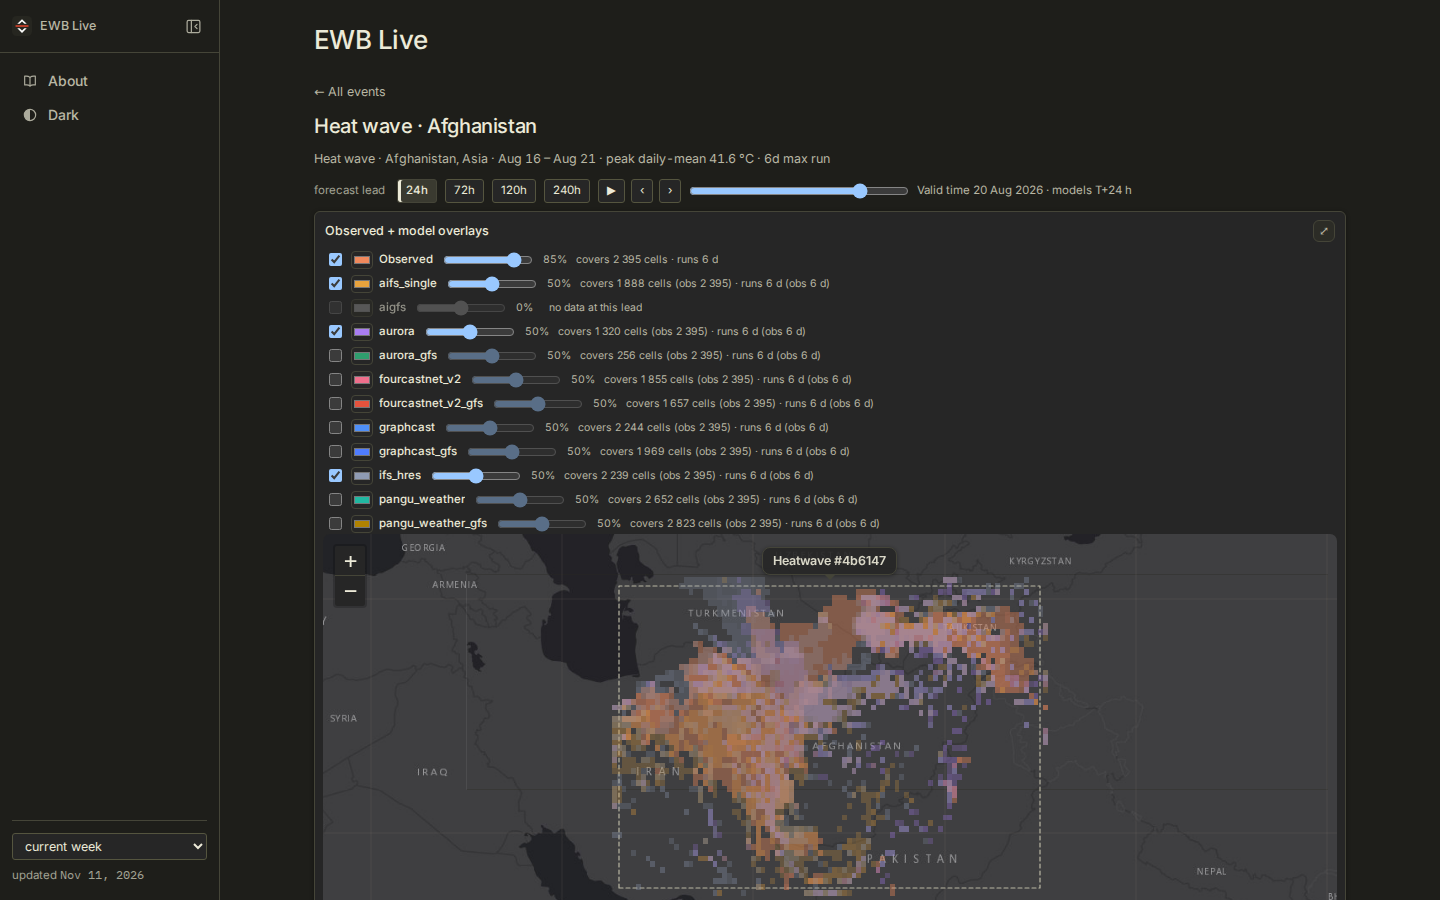 EWB Live
About
Dark
current week
updated Nov 11, 2026
EWB Live
← All events
Heat wave · Afghanistan
Heat wave · Afghanistan, Asia · Aug 16 – Aug 21 · peak daily-mean 41.6 °C · 6d max run
forecast lead 24h 72h 120h 240h ▶ ‹ › Valid time 20 Aug 2026 · models T+24 h
Observed + model overlays
Observed 85% covers 2 395 cells · runs 6 d
aifs_single 50% covers 1 888 cells (obs 2 395) · runs 6 d (obs 6 d)
aigfs 0% no data at this lead
aurora 50% covers 1 320 cells (obs 2 395) · runs 6 d (obs 6 d)
aurora_gfs 50% covers 256 cells (obs 2 395) · runs 6 d (obs 6 d)
fourcastnet_v2 50% covers 1 855 cells (obs 2 395) · runs 6 d (obs 6 d)
fourcastnet_v2_gfs 50% covers 1 657 cells (obs 2 395) · runs 6 d (obs 6 d)
graphcast 50% covers 2 244 cells (obs 2 395) · runs 6 d (obs 6 d)
graphcast_gfs 50% covers 1 969 cells (obs 2 395) · runs 6 d (obs 6 d)
ifs_hres 50% covers 2 239 cells (obs 2 395) · runs 6 d (obs 6 d)
pangu_weather 50% covers 2 652 cells (obs 2 395) · runs 6 d (obs 6 d)
pangu_weather_gfs 50% covers 2 823 cells (obs 2 395) · runs 6 d (obs 6 d)
+
−
Heatwave #4b6147
GEORGIA
KYRGYZSTAN
ARMENIA
TURKMENISTAN
SYRIA
AFGHANISTAN
IRAQ
IRAN
PAKISTAN
NEPAL